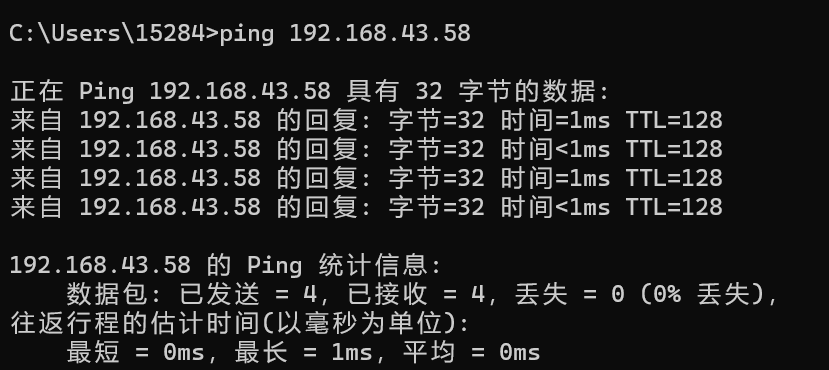 C:\Users\15284>ping 192.168.43.58
正在 Ping 192.168.43.58 具有 32 字节的数据:
来自 192.168.43.58 的回复: 字节=32 时间=1ms TTL=128
来自 192.168.43.58 的回复: 字节=32 时间<1ms TTL=128
来自 192.168.43.58 的回复: 字节=32 时间=1ms TTL=128
来自 192.168.43.58 的回复: 字节=32 时间<1ms TTL=128
192.168.43.58 的 Ping 统计信息:
    数据包: 已发送 = 4, 已接收 = 4, 丢失 = 0 (0% 丢失),
往返行程的估计时间(以毫秒为单位):
    最短 = 0ms, 最长 = 1ms, 平均 = 0ms